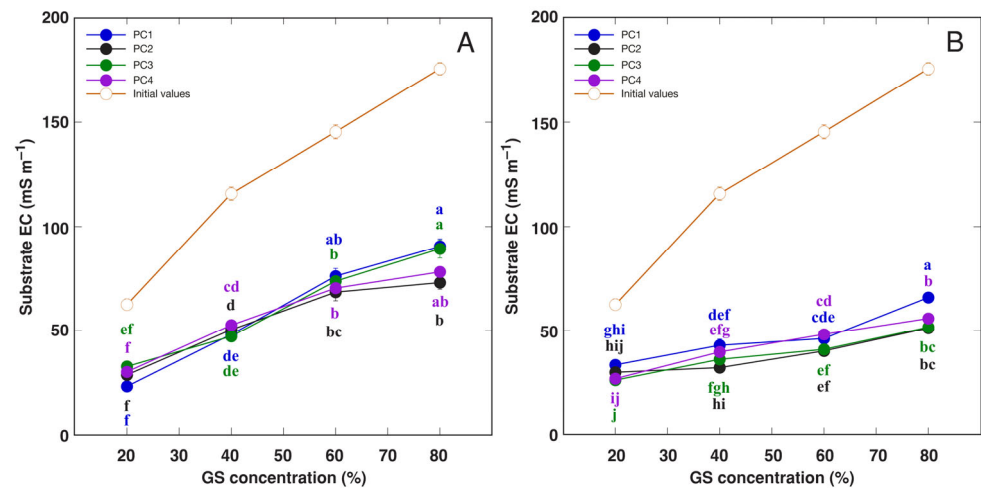 A
PC1
PC2
PC3
PC4
Initial values
Substrate EC (mS m−1)
200
150
100
50
0
a
a
ab
b
cd
d
ef
f
ab
b
b
bc
de
de
f
f
20 30 40 50 60 70 80
GS concentration (%)
B
PC1
PC2
PC3
PC4
Initial values
Substrate EC (mS m−1)
200
150
100
50
0
a
b
cd
cde
def
efg
ghi
hij
bc
bc
ef
ef
fgh
hi
ij
j
20 30 40 50 60 70 80
GS concentration (%)